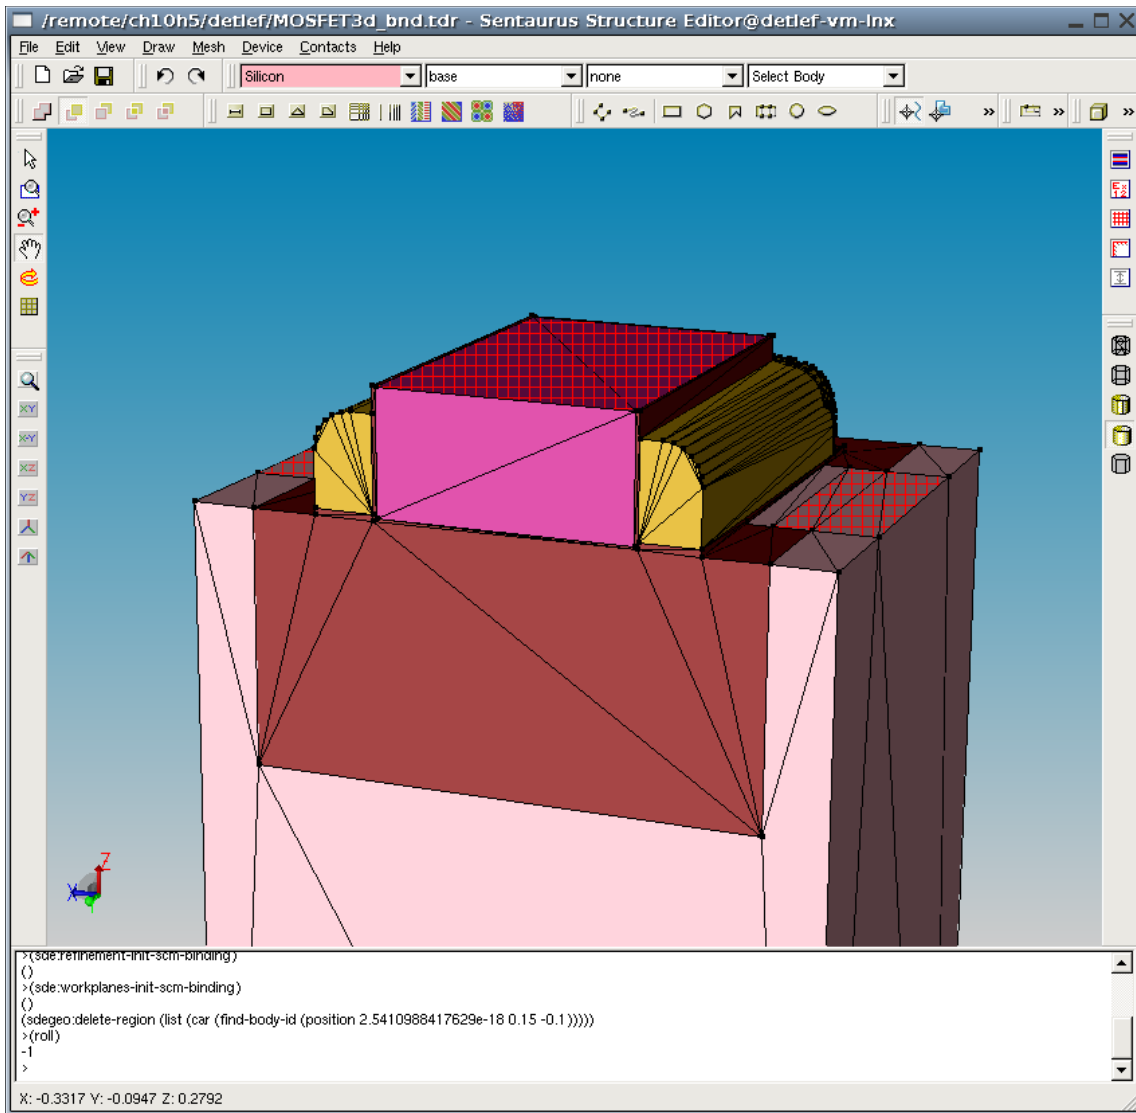 /remote/ch10h5/detlef/MOSFET3d_bnd.tdr - Sentaurus Structure Editor@detlef-vm-lnx
File Edit View Draw Mesh Device Contacts Help
Silicon base none Select Body
» » »
Ex
12
XY
X-Y
XZ
YZ
Z
X
Y
>(sde:refinement-init-scm-binding)
()
>(sde:workplanes-init-scm-binding)
()
(sdegeo:delete-region (list (car (find-body-id (position 2.5410988417629e-18 0.15 -0.1)))))
>(roll)
-1
>
X: -0.3317 Y: -0.0947 Z: 0.2792